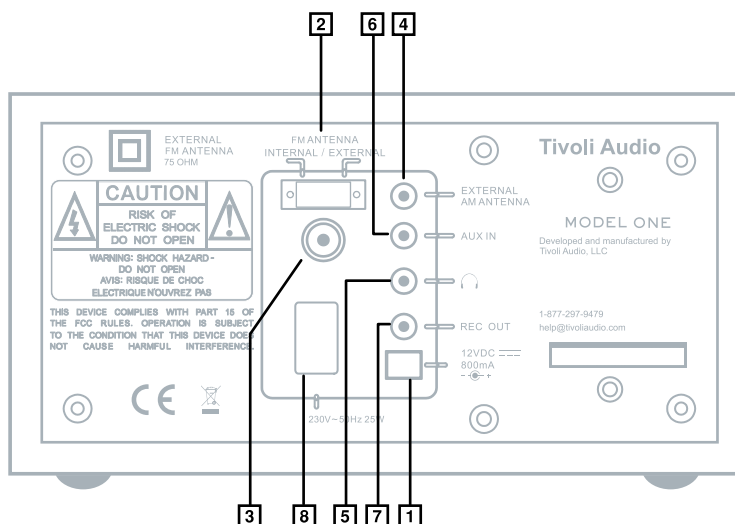 2
6
4
EXTERNAL
FM ANTENNA
75 OHM
FM ANTENNA
INTERNAL / EXTERNAL
Tivoli Audio
CAUTION
RISK OF
ELECTRIC SHOCK
DO NOT OPEN
WARNING: SHOCK HAZARD -
DO NOT OPEN
AVIS: RISQUE DE CHOC
ELECTRIQUE N'OUVREZ PAS
THIS DEVICE COMPLIES WITH PART 15 OF
THE FCC RULES. OPERATION IS SUBJECT
TO THE CONDITION THAT THIS DEVICE DOES
NOT CAUSE HARMFUL INTERFERENCE.
CE
EXTERNAL
AM ANTENNA
AUX IN
REC OUT
12VDC
800mA
- +
230V~50Hz 25W
MODEL ONE
Developed and manufactured by
Tivoli Audio, LLC
1-877-297-9479
help@tivoliaudio.com
3
8
5
7
1